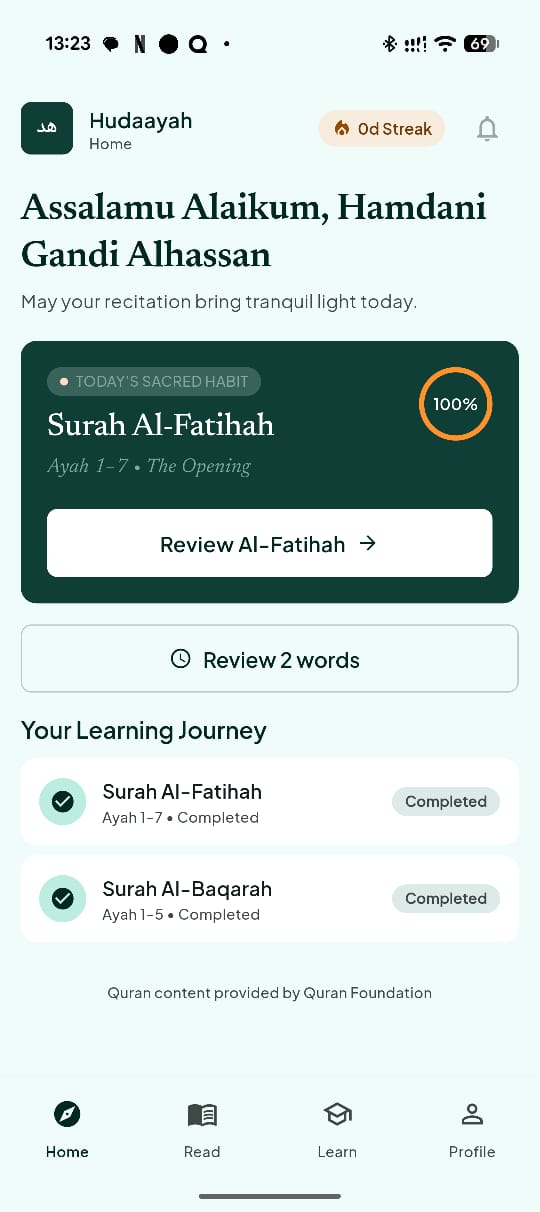 13:23
69
هد
Hudaayah
Home
0d Streak
Assalamu Alaikum, Hamdani
Gandi Alhassan
May your recitation bring tranquil light today.
TODAY'S SACRED HABIT
100%
Surah Al-Fatihah
Ayah 1–7 • The Opening
Review Al-Fatihah →
Review 2 words
Your Learning Journey
Surah Al-Fatihah
Ayah 1–7 • Completed
Completed
Surah Al-Baqarah
Ayah 1–5 • Completed
Completed
Quran content provided by Quran Foundation
Home
Read
Learn
Profile